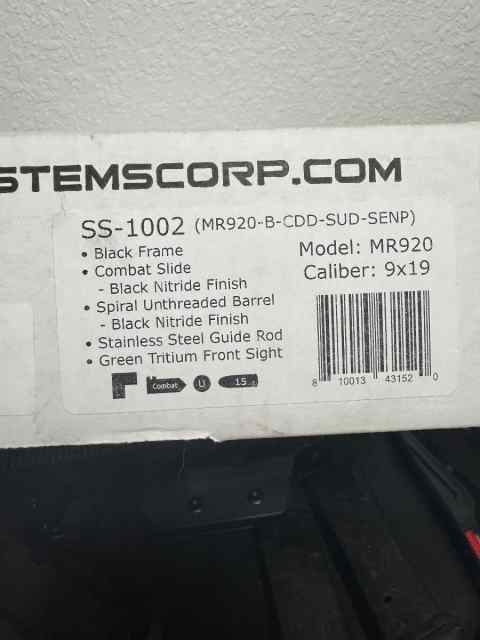 STEMSCORP.COM
SS-1002 (MR920-B-CDD-SUD-SENP)
• Black Frame
• Combat Slide
- Black Nitride Finish
• Spiral Unthreaded Barrel
- Black Nitride Finish
• Stainless Steel Guide Rod
• Green Tritium Front Sight
Model: MR920
Caliber: 9x19
Combat U 15
8 10013 43152 0